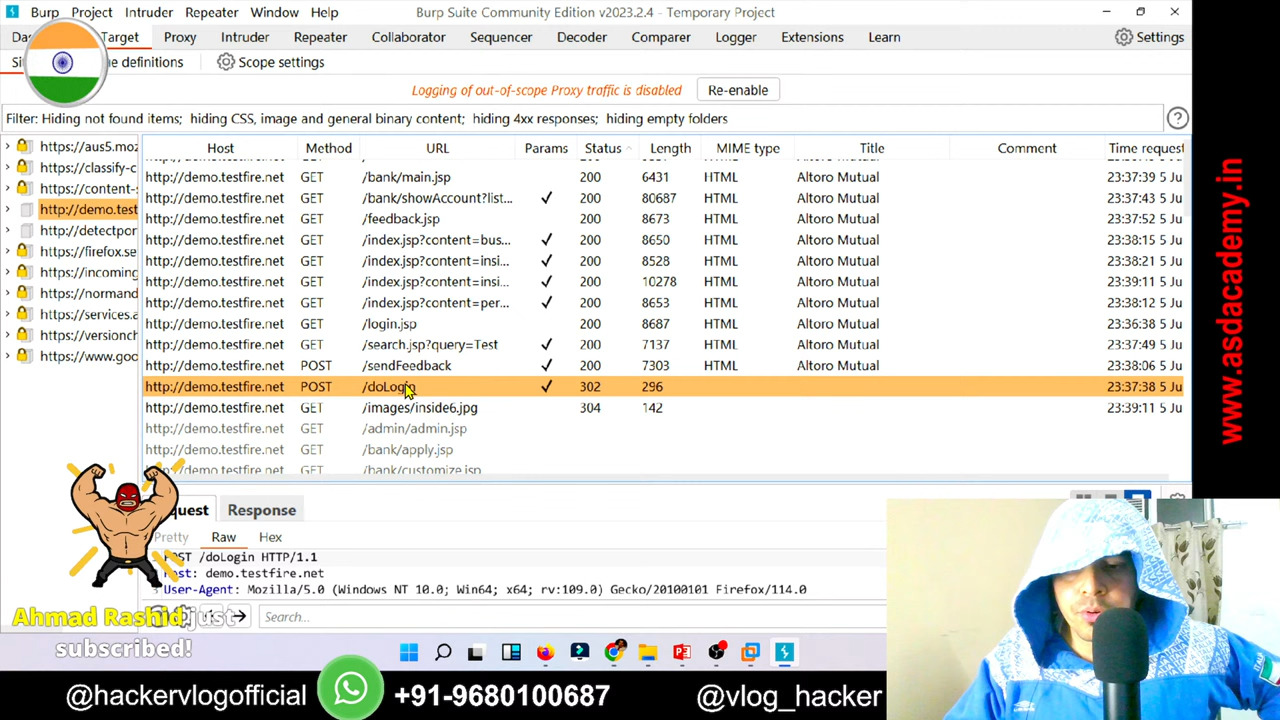 Burp Project Intruder Repeater Window Help Burp Suite Community Edition v2023.2.4 - Temporary Project
Target Proxy Intruder Repeater Collaborator Sequencer Decoder Comparer Logger Extensions Learn Settings
definitions Scope settings
Logging of out-of-scope Proxy traffic is disabled Re-enable
Filter: Hiding not found items; hiding CSS, image and general binary content; hiding 4xx responses; hiding empty folders ?
https://aus5.moz
https://classify-c
https://content-s
http://demo.test
http://detectpor
https://firefox.se
https://incoming
https://normand
https://services.a
https://versionch
https://www.goo
Host Method URL Params Status Length MIME type Title Comment Time request
http://demo.testfire.net GET /bank/main.jsp 200 6431 HTML Altoro Mutual 23:37:39 5 Ju
http://demo.testfire.net GET /bank/showAccount?list... ✓ 200 80687 HTML Altoro Mutual 23:37:43 5 Ju
http://demo.testfire.net GET /feedback.jsp 200 8673 HTML Altoro Mutual 23:37:52 5 Ju
http://demo.testfire.net GET /index.jsp?content=bus... ✓ 200 8650 HTML Altoro Mutual 23:38:15 5 Ju
http://demo.testfire.net GET /index.jsp?content=insi... ✓ 200 8528 HTML Altoro Mutual 23:38:21 5 Ju
http://demo.testfire.net GET /index.jsp?content=insi... ✓ 200 10278 HTML Altoro Mutual 23:39:11 5 Ju
http://demo.testfire.net GET /index.jsp?content=per... ✓ 200 8653 HTML Altoro Mutual 23:38:12 5 Ju
http://demo.testfire.net GET /login.jsp 200 8687 HTML Altoro Mutual 23:36:38 5 Ju
http://demo.testfire.net GET /search.jsp?query=Test ✓ 200 7137 HTML Altoro Mutual 23:37:49 5 Ju
http://demo.testfire.net POST /sendFeedback ✓ 200 7303 HTML Altoro Mutual 23:38:06 5 Ju
http://demo.testfire.net POST /doLogin ✓ 302 296 23:37:38 5 Ju
http://demo.testfire.net GET /images/inside6.jpg 304 142 23:39:11 5 Ju
http://demo.testfire.net GET /admin/admin.jsp
http://demo.testfire.net GET /bank/apply.jsp
http://demo.testfire.net GET /bank/customize.jsp
Response
Pretty Raw Hex
POST /doLogin HTTP/1.1
Host: demo.testfire.net
User-Agent: Mozilla/5.0 (Windows NT 10.0; Win64; x64; rv:109.0) Gecko/20100101 Firefox/114.0
Search...
Ahmad Rashid just
subscribed!
@hackervlogofficial +91-9680100687 @vlog_hacker
www.asdacademy.in